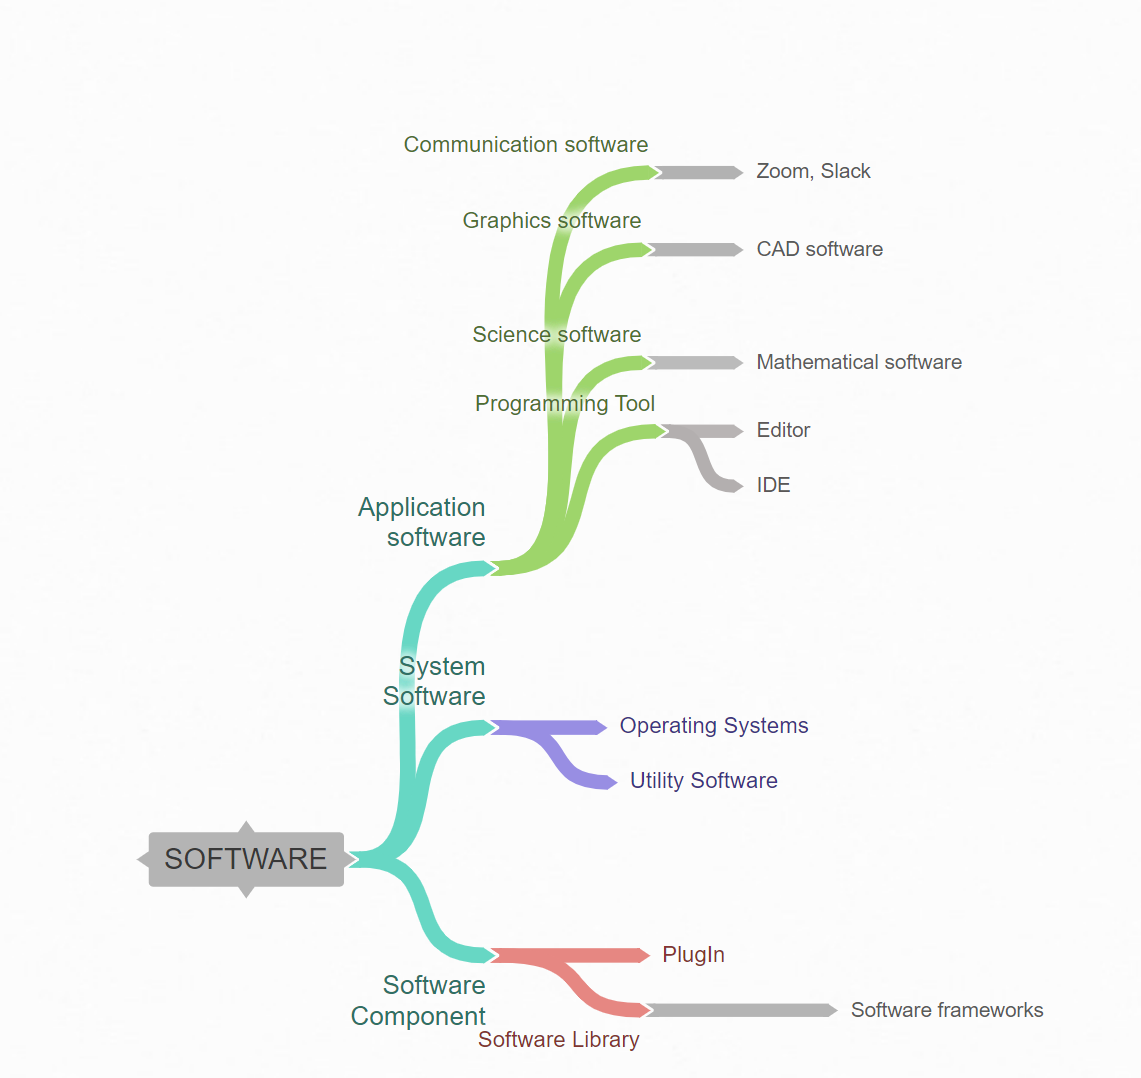 Communication software
Zoom, Slack
Graphics software
CAD software
Science software
Mathematical software
Programming Tool
Editor
IDE
Application
software
System
Software
Operating Systems
Utility Software
SOFTWARE
PlugIn
Software
Component
Software frameworks
Software Library